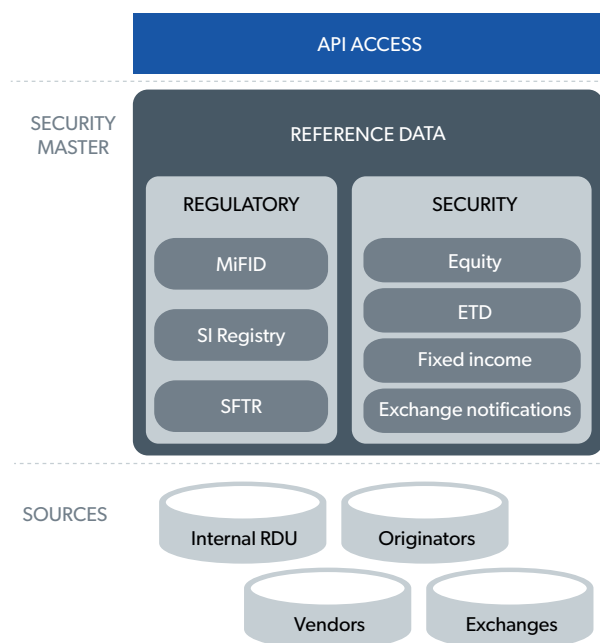 API ACCESS
SECURITY
MASTER
REFERENCE DATA
REGULATORY
MiFID
SI Registry
SFTR
SECURITY
Equity
ETD
Fixed income
Exchange notifications
SOURCES
Internal RDU
Originators
Vendors
Exchanges